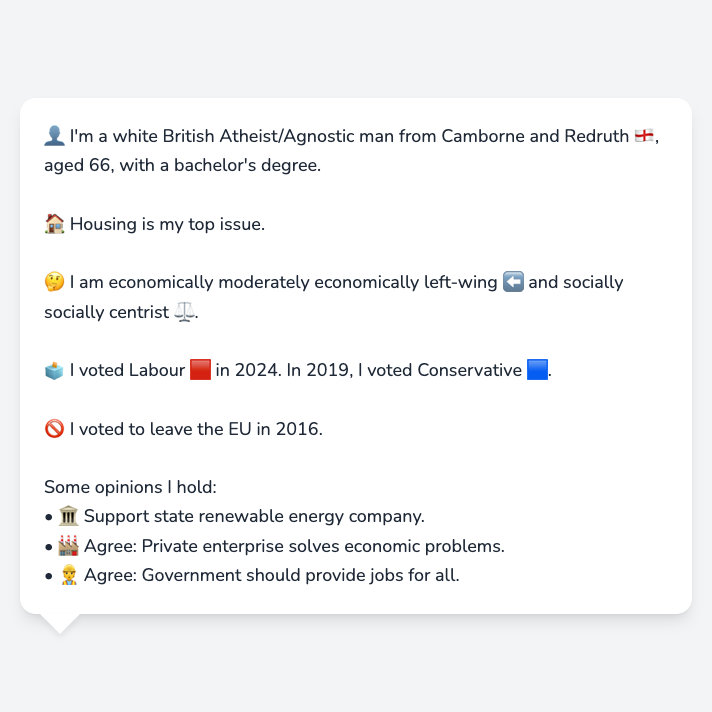 👤 I'm a white British Atheist/Agnostic man from Camborne and Redruth 🏴󠁧󠁢󠁥󠁮󠁧󠁿,
aged 66, with a bachelor's degree.
🏠 Housing is my top issue.
🤔 I am economically moderately economically left-wing ⬅️ and socially
socially centrist ⚖️.
🗳️ I voted Labour 🟥 in 2024. In 2019, I voted Conservative 🟦.
🚫 I voted to leave the EU in 2016.
Some opinions I hold:
• 🏛️ Support state renewable energy company.
• 🏭 Agree: Private enterprise solves economic problems.
• 👷 Agree: Government should provide jobs for all.